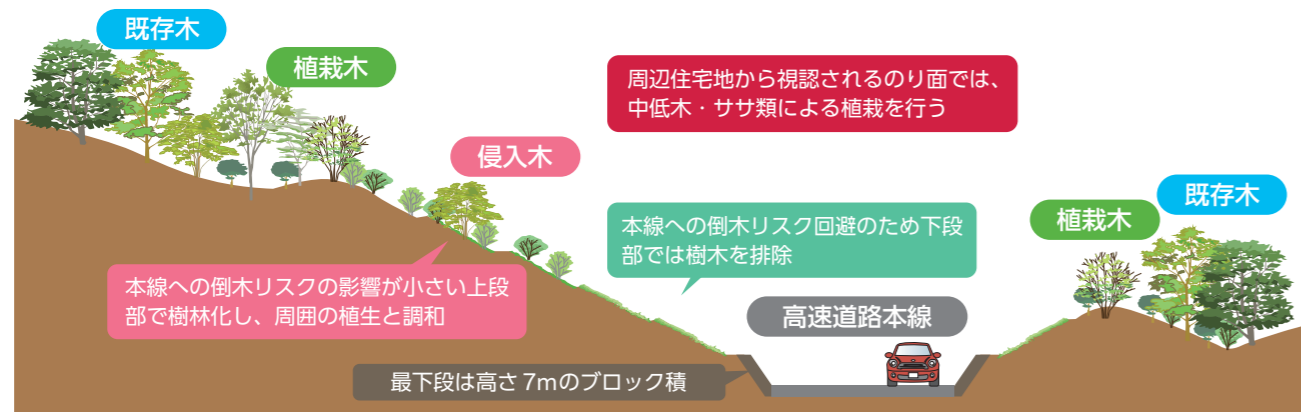 既存木
植栽木
周辺住宅地から視認されるのり面では、
中低木・ササ類による植栽を行う
侵入木
既存木
植栽木
本線への倒木リスク回避のため下段
部では樹木を排除
本線への倒木リスクの影響が小さい上段
部で樹林化し、周囲の植生と調和
高速道路本線
最下段は高さ7mのブロック積